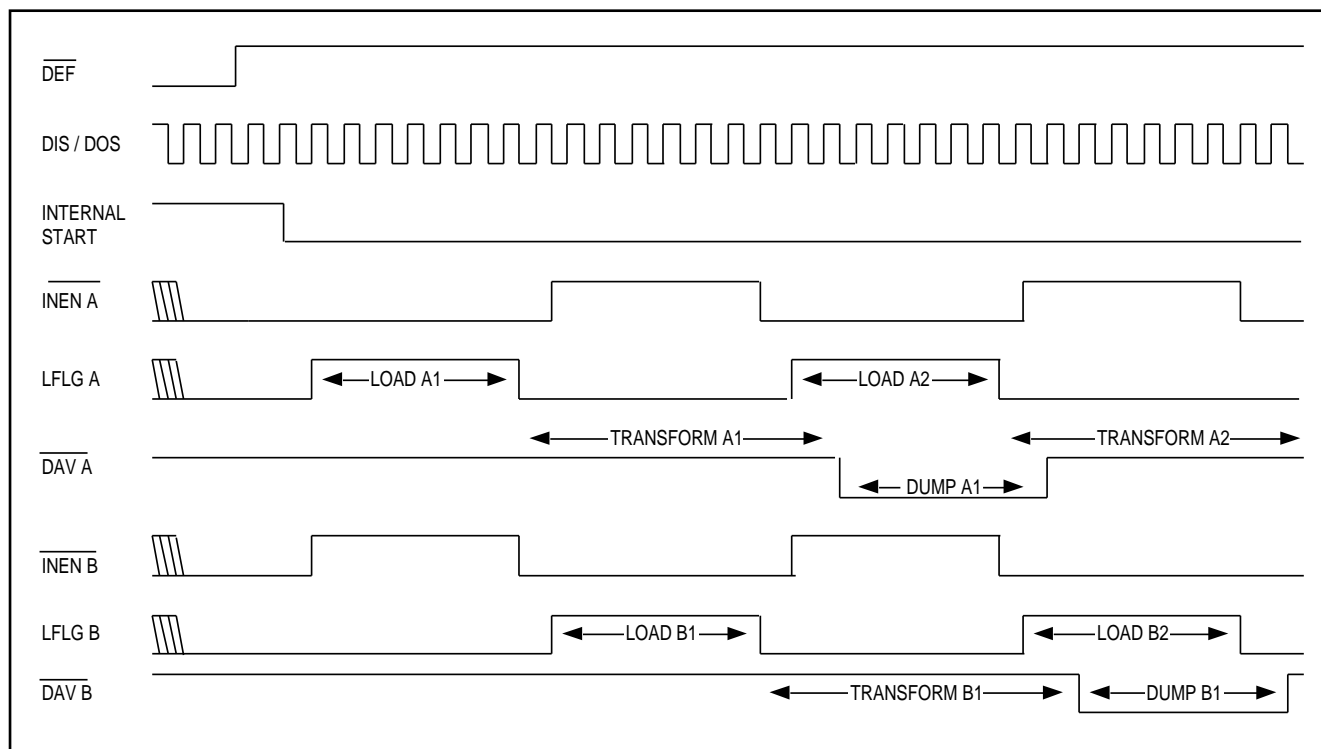 DEF
DIS / DOS
INTERNAL
START
INEN A
LFLG A
LOAD A1
LOAD A2
TRANSFORM A1
TRANSFORM A2
DAV A
DUMP A1
INEN B
LFLG B
LOAD B1
LOAD B2
DAV B
TRANSFORM B1
DUMP B1